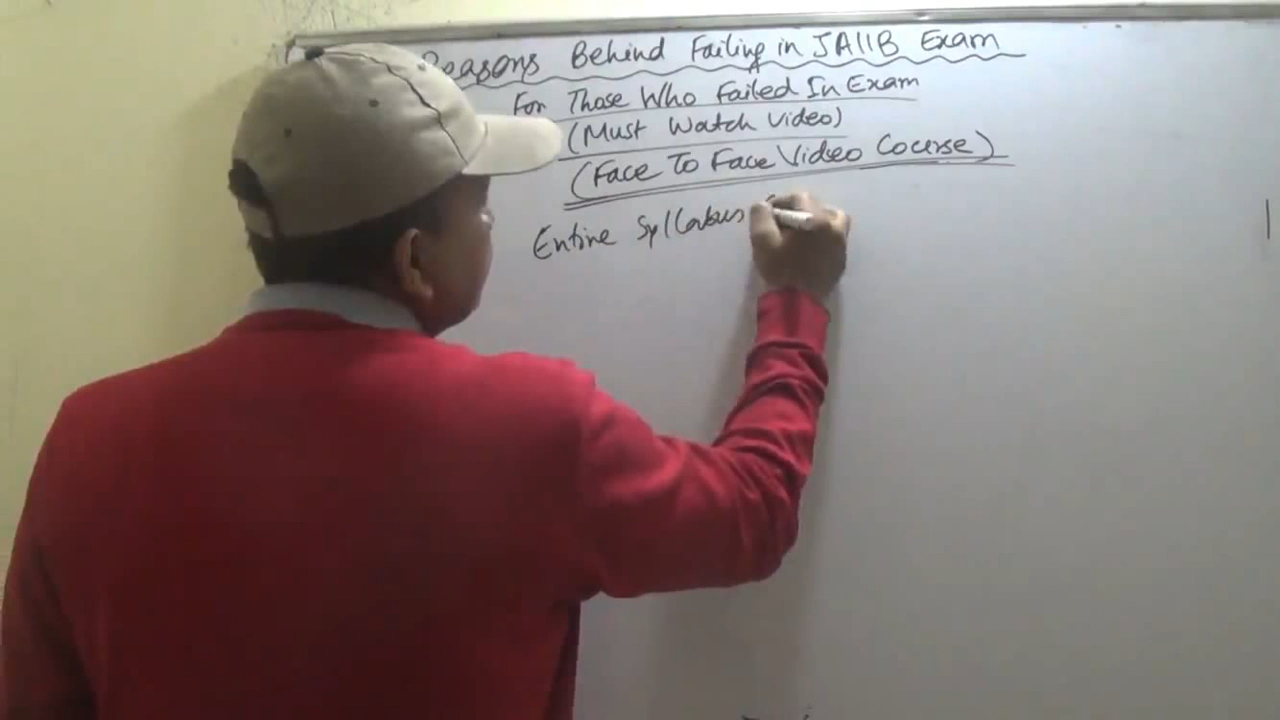 Reasons Behind Failing in JAIIB Exam
For Those Who Failed In Exam
(Must Watch Video)
(Face To Face Video Course)
Entire Syllabus